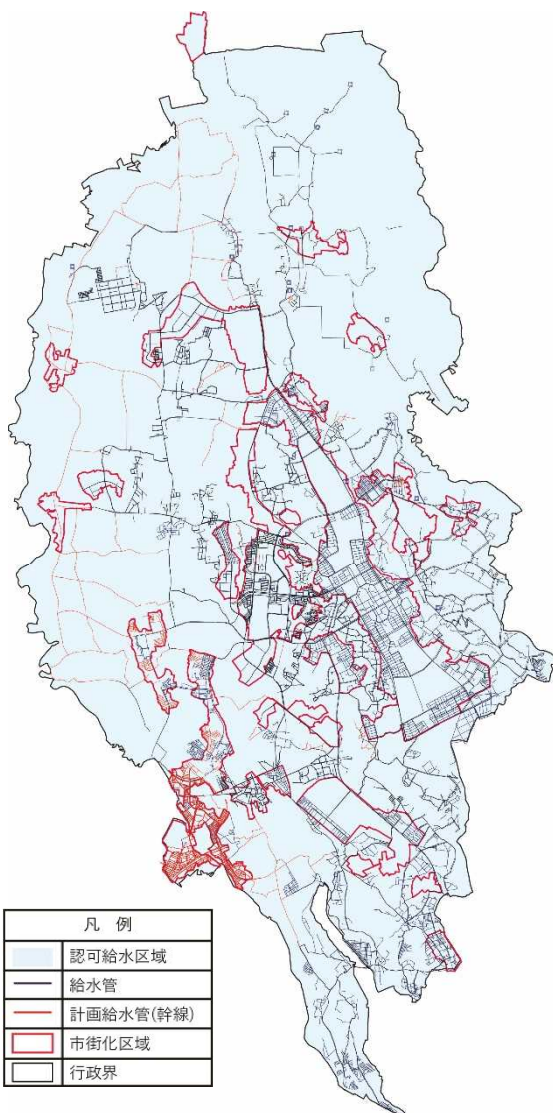 凡 例
認可給水区域
給水管
計画給水管(幹線)
市街化区域
行政界